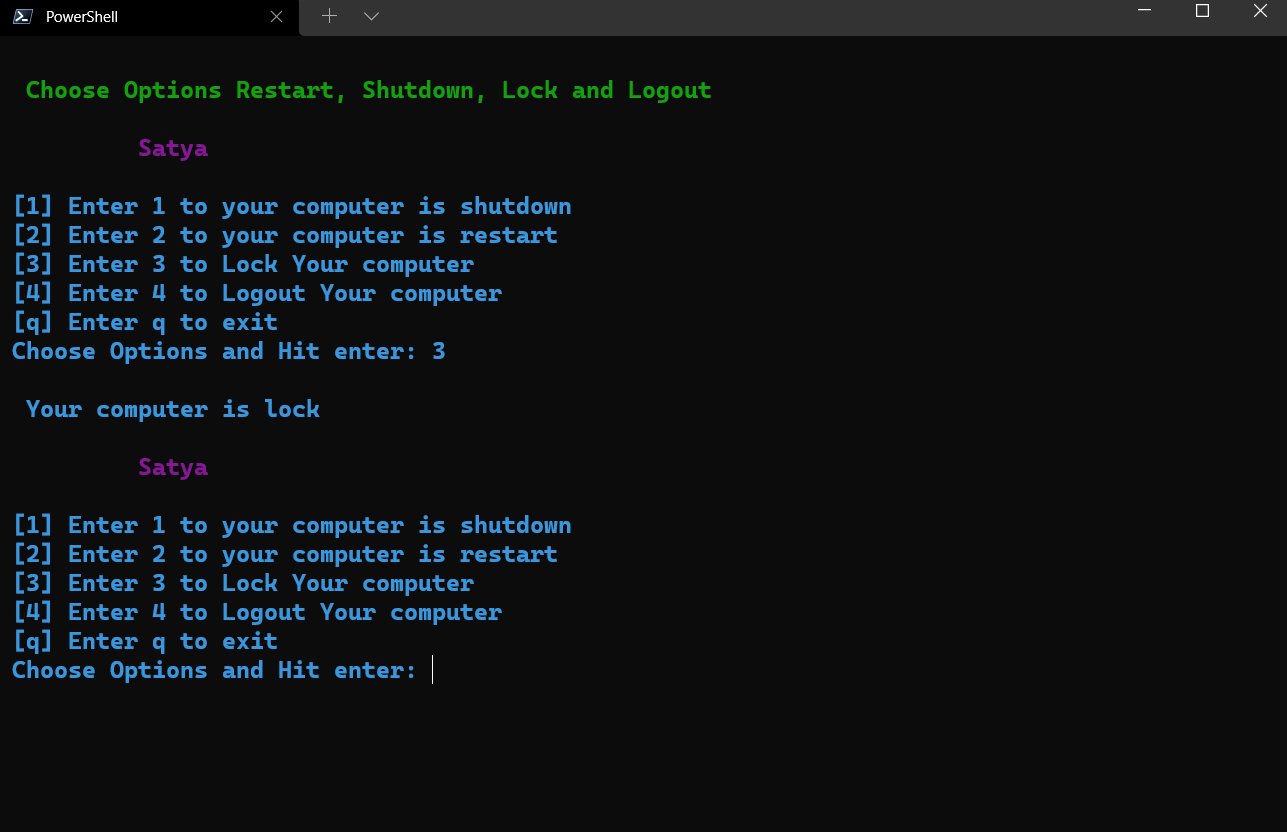 PowerShell
Choose Options Restart, Shutdown, Lock and Logout
Satya
[1] Enter 1 to your computer is shutdown
[2] Enter 2 to your computer is restart
[3] Enter 3 to Lock Your computer
[4] Enter 4 to Logout Your computer
[q] Enter q to exit
Choose Options and Hit enter: 3
Your computer is lock
Satya
[1] Enter 1 to your computer is shutdown
[2] Enter 2 to your computer is restart
[3] Enter 3 to Lock Your computer
[4] Enter 4 to Logout Your computer
[q] Enter q to exit
Choose Options and Hit enter: